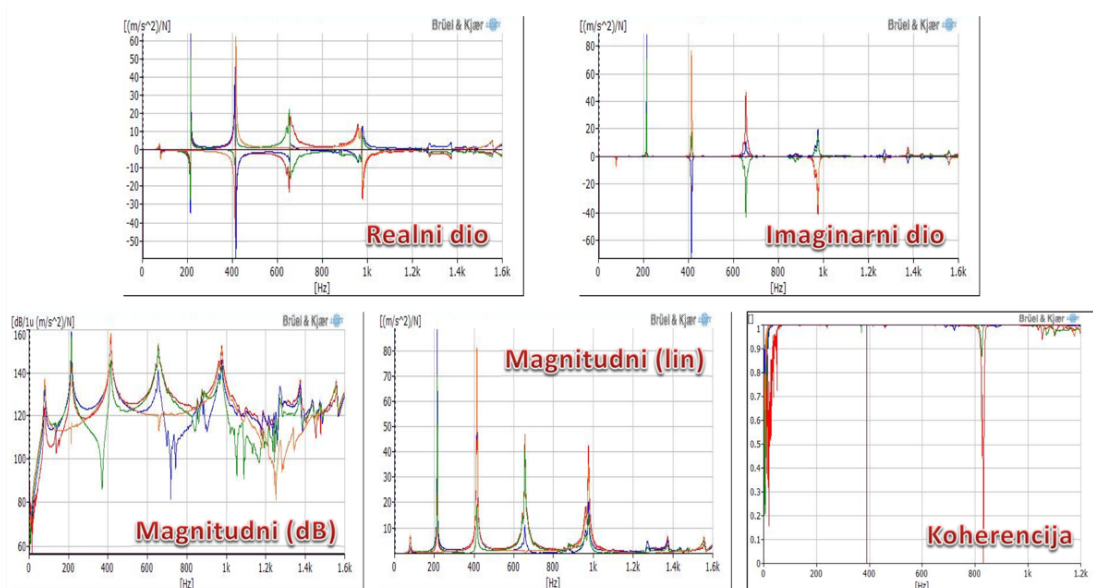 [(m/s^2)/N]
Brüel & Kjær
60
50
40
30
20
10
0
-10
-20
-30
-40
-50
0 200 400 600 800 1k 1.2k 1.4k 1.6k
[Hz]
Realni dio
[(m/s^2)/N]
Brüel & Kjær
80
60
40
20
0
-20
-40
-60
0 200 400 600 800 1k 1.2k 1.4k 1.6k
[Hz]
Imaginarni dio
[dB/1u (m/s^2)/N]
Brüel & Kjær
160
140
120
100
80
60
0 200 400 600 800 1k 1.2k 1.4k 1.6k
[Hz]
Magnitudni (dB)
[(m/s^2)/N]
Brüel & Kjær
80
70
60
50
40
30
20
10
0
0 200 400 600 800 1k 1.2k 1.4k 1.6k
[Hz]
Magnitudni (lin)
[]
Brüel & Kjær
1
0.9
0.8
0.7
0.6
0.5
0.4
0.3
0.2
0.1
0
0 200 400 600 800 1k 1.2k
[Hz]
Koherencija